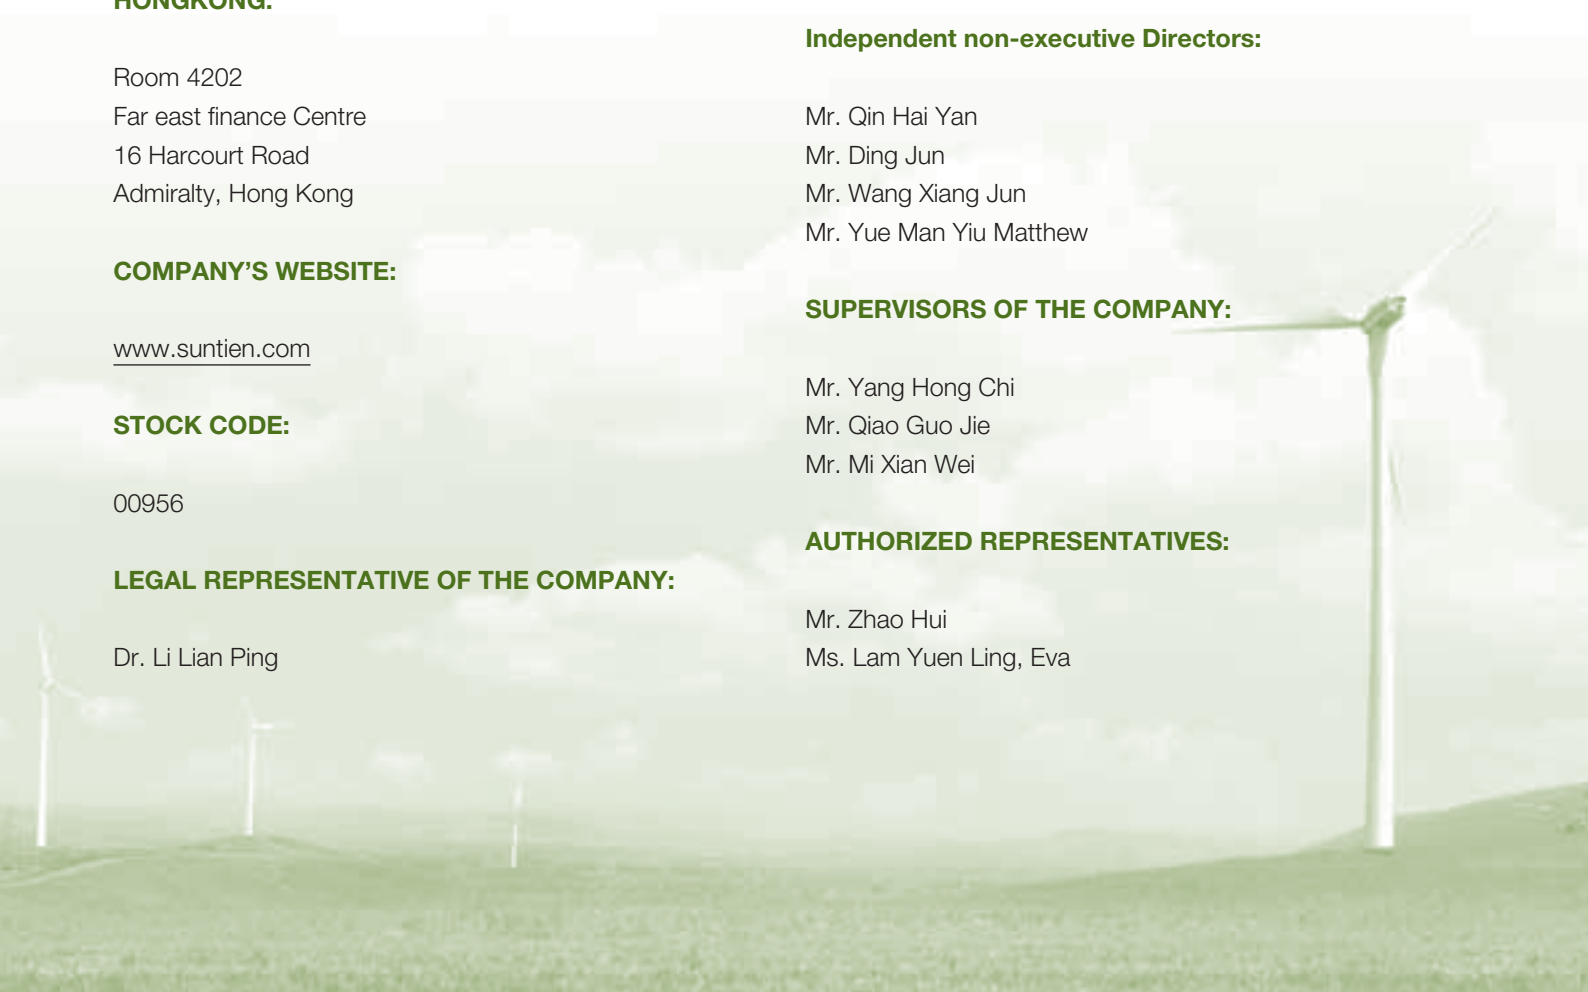 HONGKONG:
Room 4202
Far east finance Centre
16 Harcourt Road
Admiralty, Hong Kong
COMPANY’S WEBSITE:
www.suntien.com
STOCK CODE:
00956
LEGAL REPRESENTATIVE OF THE COMPANY:
Dr. Li Lian Ping
Independent non-executive Directors:
Mr. Qin Hai Yan
Mr. Ding Jun
Mr. Wang Xiang Jun
Mr. Yue Man Yiu Matthew
SUPERVISORS OF THE COMPANY:
Mr. Yang Hong Chi
Mr. Qiao Guo Jie
Mr. Mi Xian Wei
AUTHORIZED REPRESENTATIVES:
Mr. Zhao Hui
Ms. Lam Yuen Ling, Eva